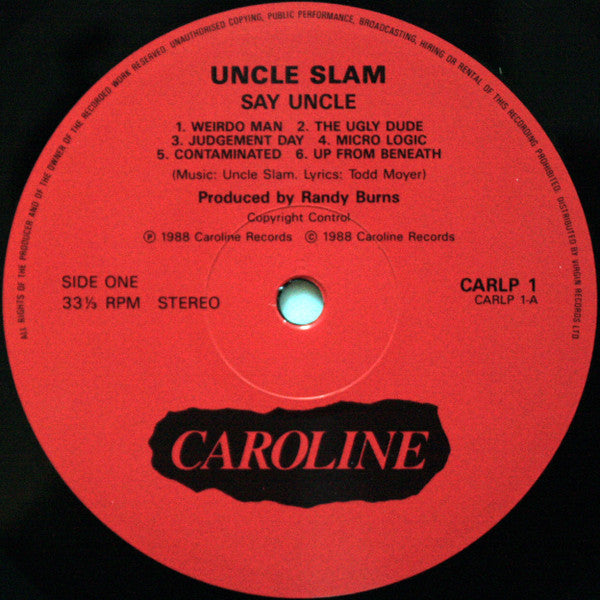 ALL RIGHTS OF THE PRODUCER AND OF THE OWNER OF THE RECORDED WORK RESERVED. UNAUTHORISED COPYING, PUBLIC PERFORMANCE, BROADCASTING, HIRING OR RENTAL OF THIS RECORDING PROHIBITED. DISTRIBUTED BY VIRGIN RECORDS LTD
UNCLE SLAM
SAY UNCLE
1. WEIRDO MAN 2. THE UGLY DUDE
3. JUDGEMENT DAY 4. MICRO LOGIC
5. CONTAMINATED 6. UP FROM BENEATH
(Music: Uncle Slam. Lyrics: Todd Moyer)
Produced by Randy Burns
Copyright Control
℗ 1988 Caroline Records © 1988 Caroline Records
SIDE ONE
33⅓ RPM STEREO
CARLP 1
CARLP 1-A
CAROLINE